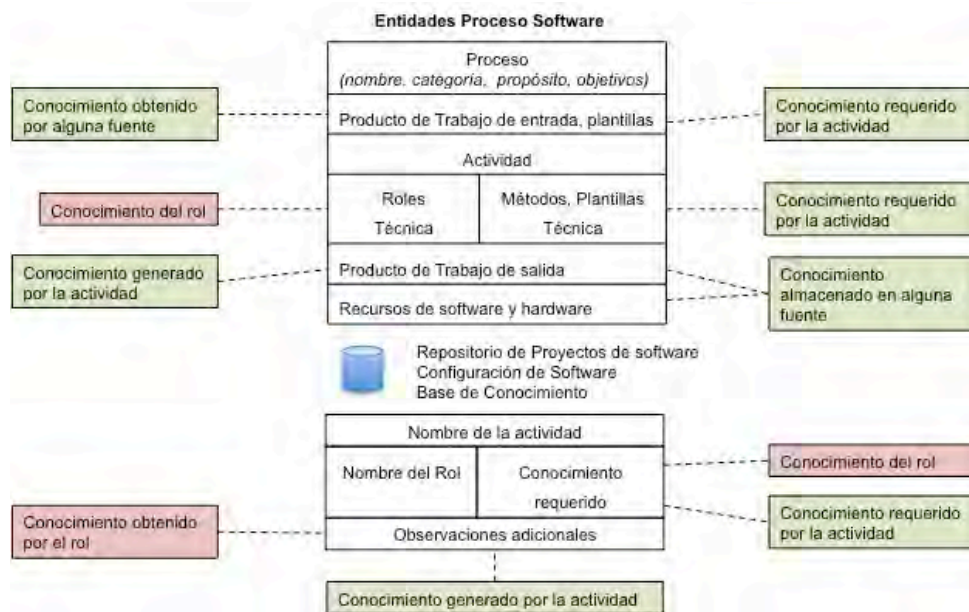 Entidades Proceso Software
Proceso
(nombre, categoría, propósito, objetivos)
Conocimiento obtenido
por alguna fuente
Producto de Trabajo de entrada, plantillas
Conocimiento requerido
por la actividad
Actividad
Conocimiento del rol
Roles
Técnica
Métodos, Plantillas
Técnica
Conocimiento requerido
por la actividad
Conocimiento generado
por la actividad
Producto de Trabajo de salida
Recursos de software y hardware
Conocimiento
almacenado en alguna
fuente
Repositorio de Proyectos de software
Configuración de Software
Base de Conocimiento
Nombre de la actividad
Nombre del Rol
Conocimiento
requerido
Conocimiento del rol
Conocimiento requerido
por la actividad
Conocimiento obtenido
por el rol
Observaciones adicionales
Conocimiento generado por la actividad